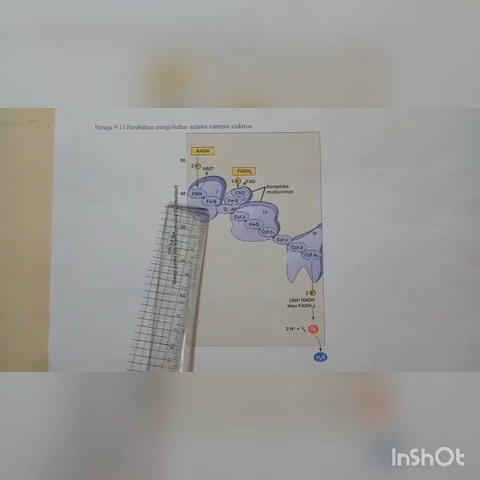 Peraga 9.13 Perubahan energi-bebas selama transpor elektron
NADH
50
2 e⁻
NAD⁺
FADH₂
2 e⁻
FAD
40
FMN
I
FAD
Kompleks
multiprotein
Fe•S
Fe•S
Q
III
Cyt b
Fe•S
Cyt c₁
IV
Cyt c
Cyt a
Cyt a₃
2 e⁻
(dari NADH
atau FADH₂)
2 H⁺ + ½
O₂
H₂O
InShOt